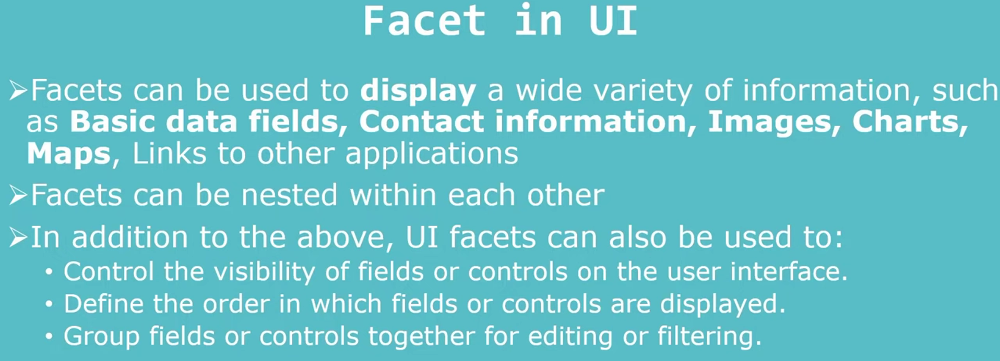 Facet in UI
➢Facets can be used to display a wide variety of information, such
as Basic data fields, Contact information, Images, Charts,
Maps, Links to other applications
➢Facets can be nested within each other
➢In addition to the above, UI facets can also be used to:
• Control the visibility of fields or controls on the user interface.
• Define the order in which fields or controls are displayed.
• Group fields or controls together for editing or filtering.